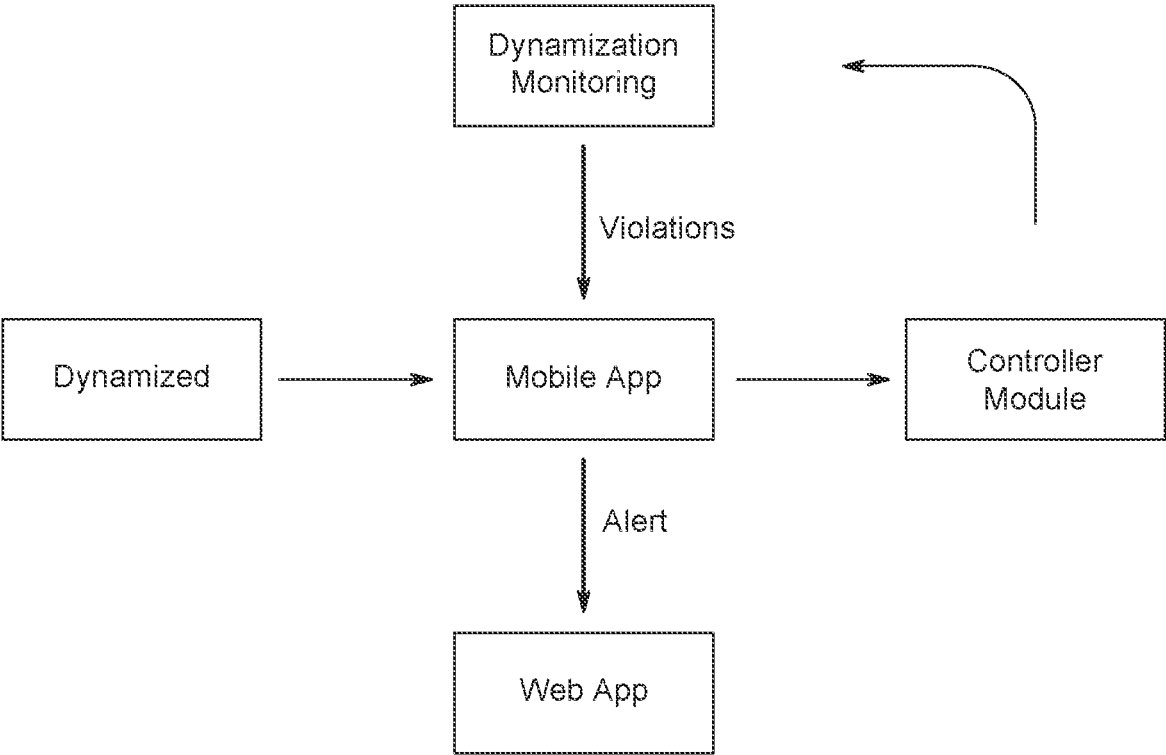 Dynamization
Monitoring
Violations
Dynamized
Mobile App
Controller
Module
Alert
Web App